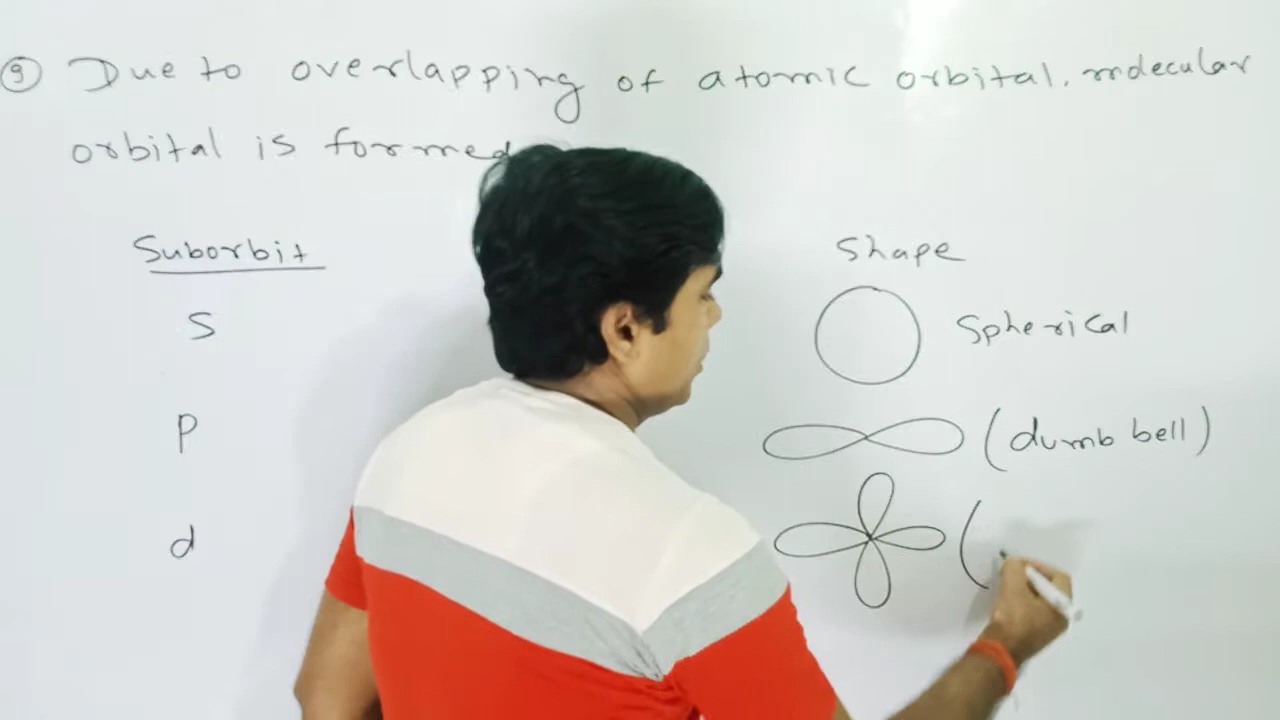 9 Due to overlapping of atomic orbital, molecular
orbital is formed
Suborbit Shape
S Spherical
P (dumb bell)
d (